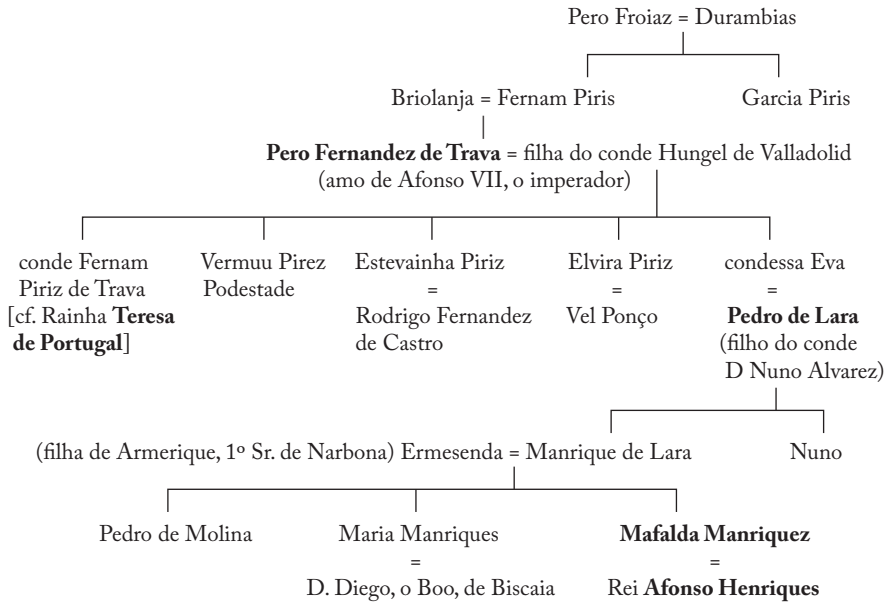 Pero Froiaz = Durambias
Briolanja = Fernam Piris Garcia Piris
Pero Fernandez de Trava = filha do conde Hungel de Valladolid
(amo de Afonso VII, o imperador)
conde Fernam
Piriz de Trava
[cf. Rainha Teresa
de Portugal]
Vermuu Pirez
Podestade
Estevainha Piriz
=
Rodrigo Fernandez
de Castro
Elvira Piriz
=
Vel Ponço
condessa Eva
=
Pedro de Lara
(filho do conde
D Nuno Alvarez)
(filha de Armerique, 1º Sr. de Narbona) Ermesenda = Manrique de Lara Nuno
Pedro de Molina
Maria Manriques
=
D. Diego, o Boo, de Biscaia
Mafalda Manriquez
=
Rei Afonso Henriques